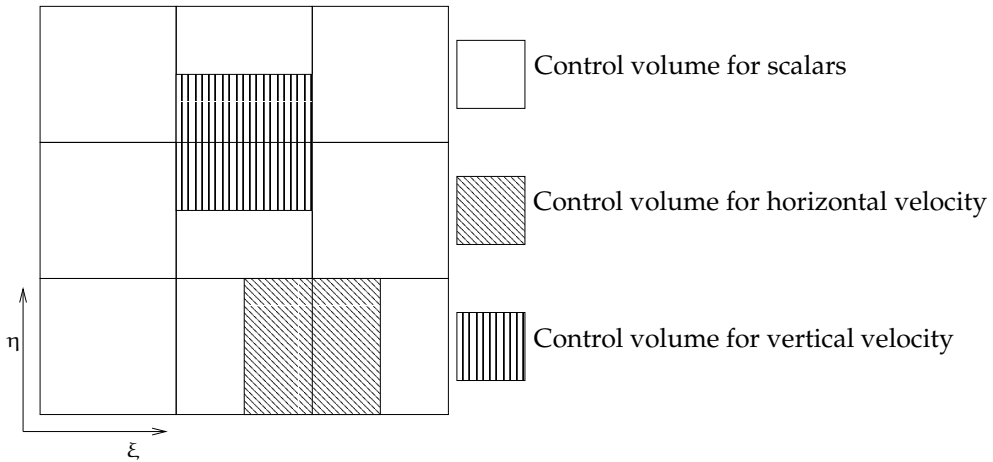 Control volume for scalars
Control volume for horizontal velocity
Control volume for vertical velocity
η
ξ